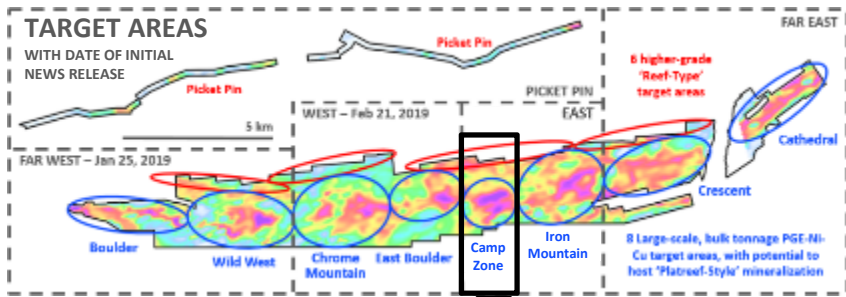 TARGET AREAS
WITH DATE OF INITIAL
NEWS RELEASE
Picket Pin
5 km
Picket Pin
PICKET PIN
FAR EAST
6 higher-grade
'Reef-Type'
target areas
WEST – Feb 21, 2019
EAST
FAR WEST – Jan 25, 2019
Cathedral
Crescent
Boulder
Wild West
Chrome
Mountain
East Boulder
Camp
Zone
Iron
Mountain
8 Large-scale, bulk tonnage PGE-Ni-
Cu target areas, with potential to
host 'Platreef-Style' mineralization